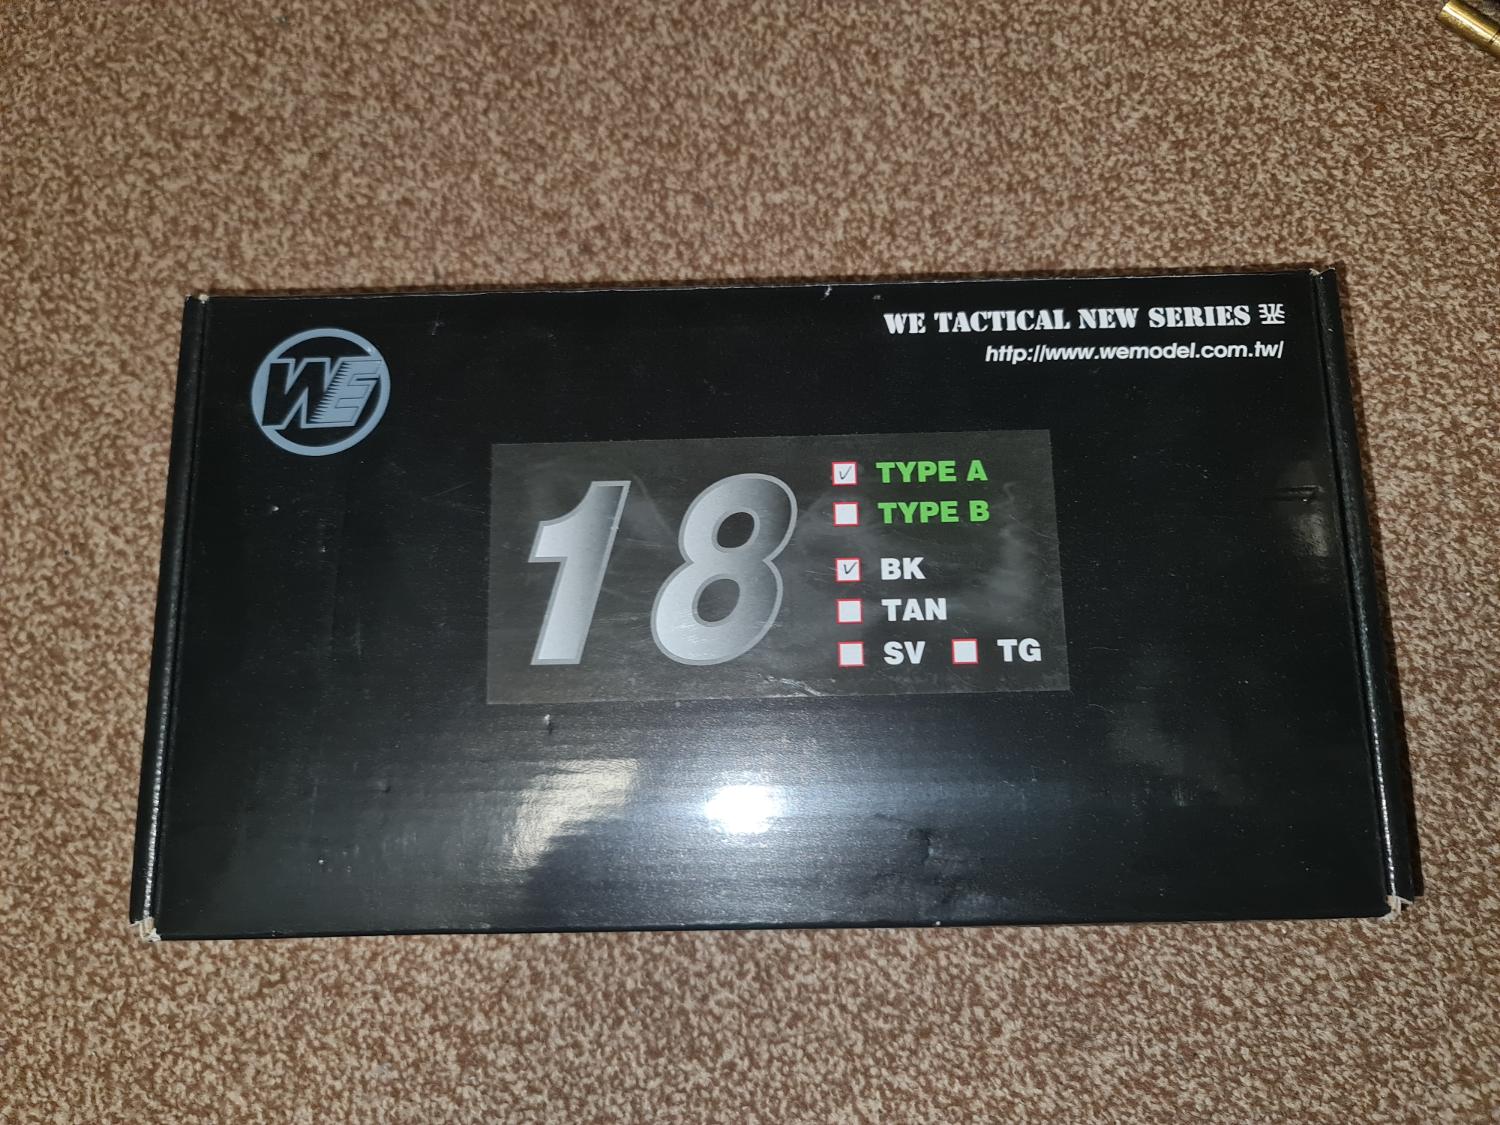 WE
WE TACTICAL NEW SERIES
http://www.wemodel.com.tw/
18
TYPE A
TYPE B
BK
TAN
SV TG